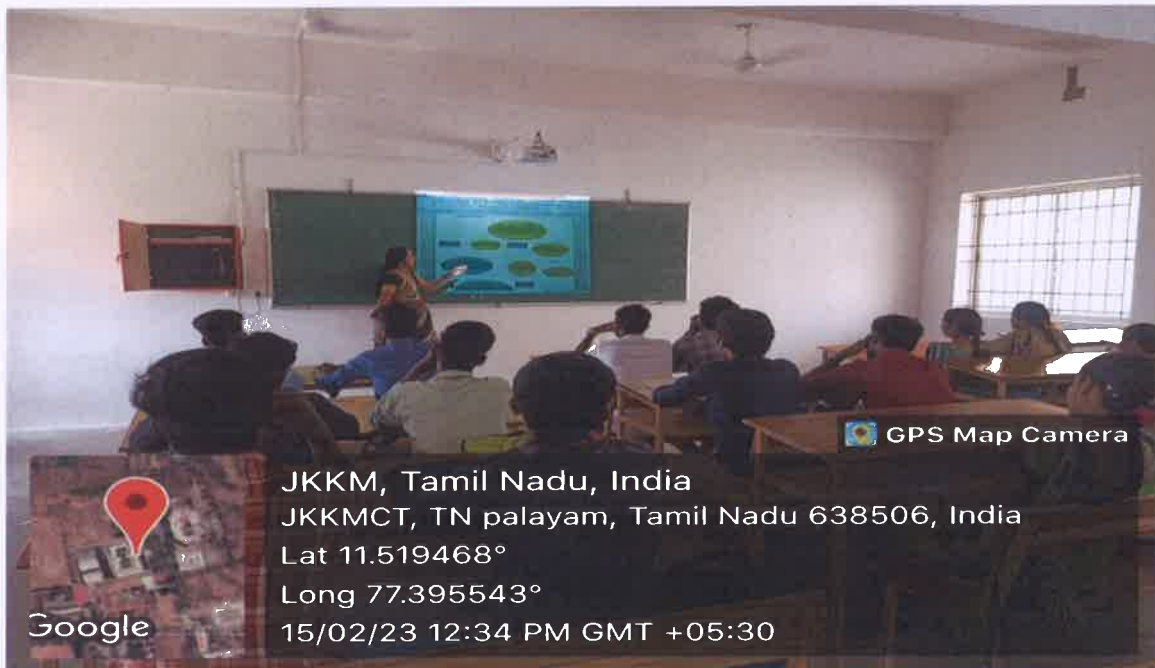 GPS Map Camera
JKKM, Tamil Nadu, India
JKKMCT, TN palayam, Tamil Nadu 638506, India
Lat 11.519468°
Long 77.395543°
15/02/23 12:34 PM GMT +05:30
Google